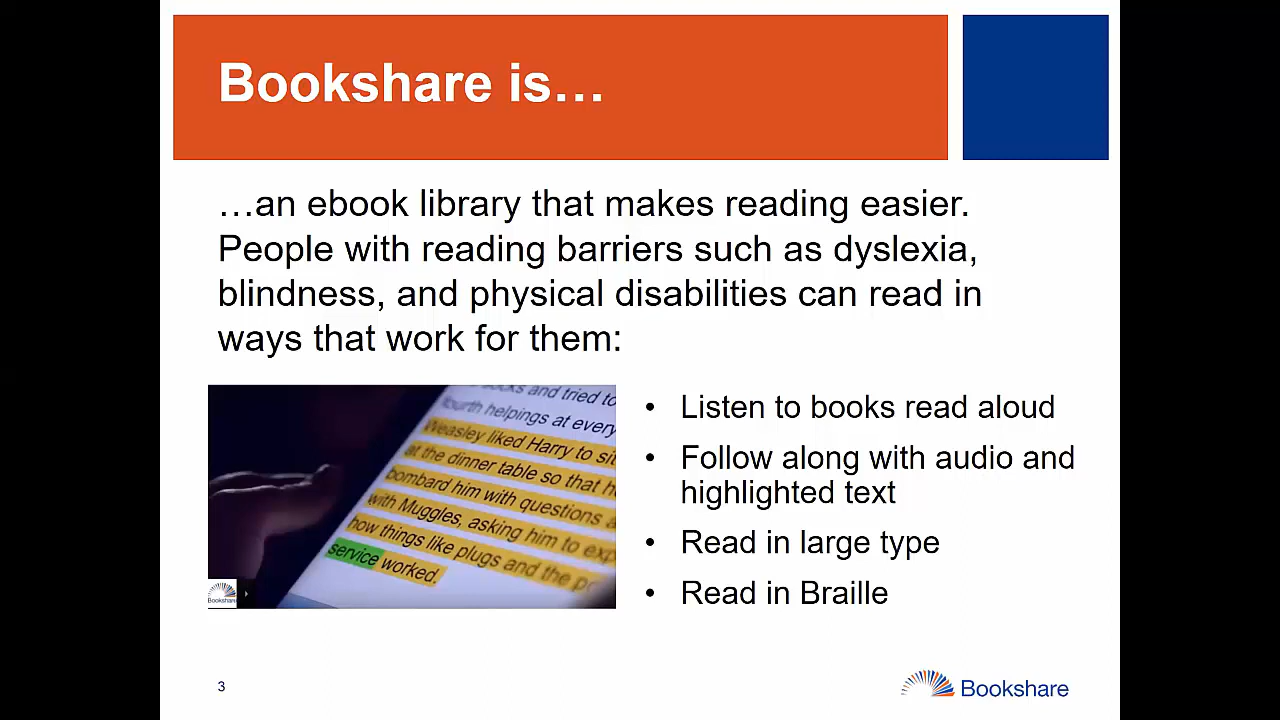 Bookshare is…
…an ebook library that makes reading easier.
People with reading barriers such as dyslexia,
blindness, and physical disabilities can read in
ways that work for them:
books and tried to
fourth helpings at every
Weasley liked Harry to sit
at the dinner table so that he
bombard him with questions a
with Muggles, asking him to exp
how things like plugs and the po
service worked.
Bookshare
• Listen to books read aloud
• Follow along with audio and
highlighted text
• Read in large type
• Read in Braille
3
Bookshare